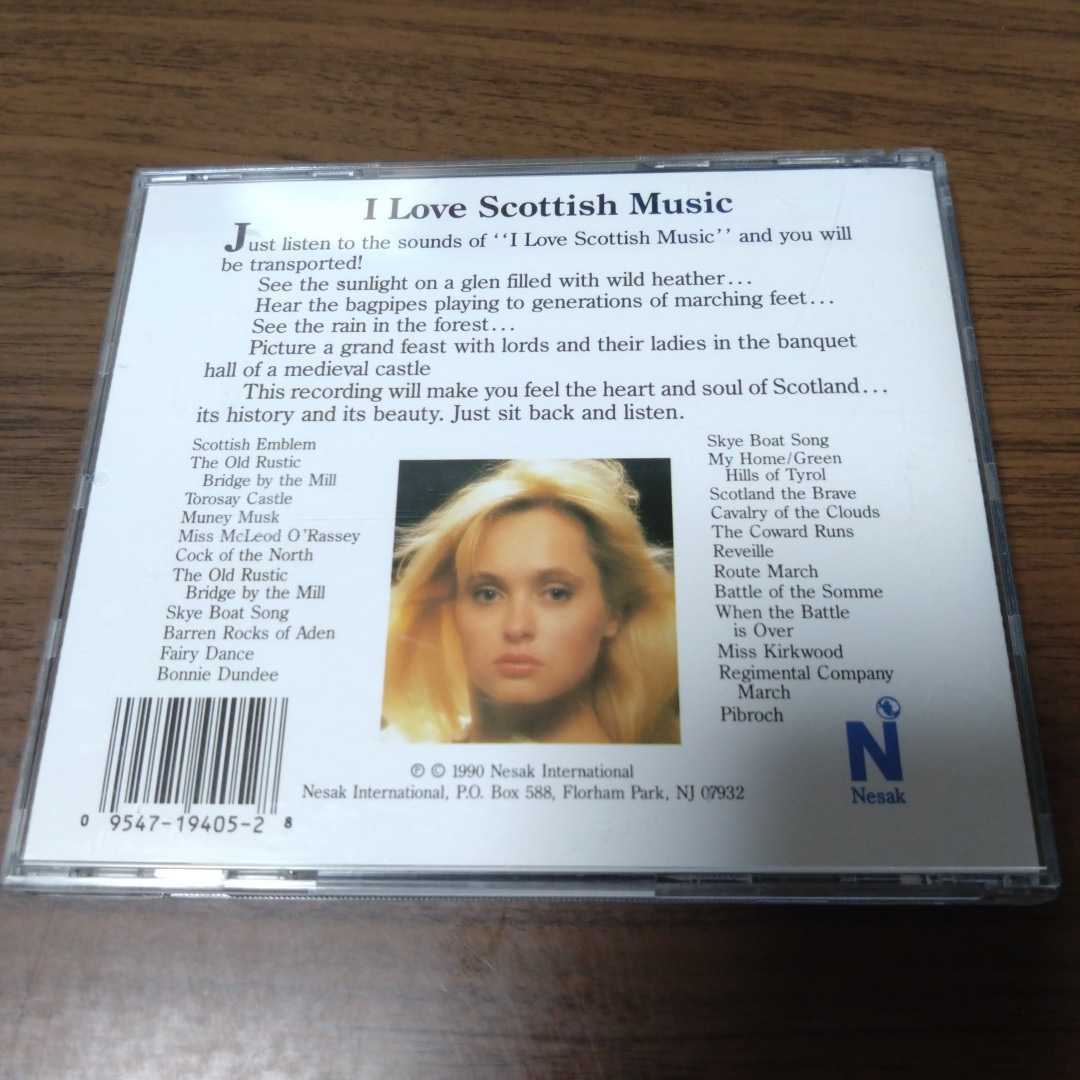 I Love Scottish Music
Just listen to the sounds of ‘‘I Love Scottish Music’’ and you will
be transported!
See the sunlight on a glen filled with wild heather...
Hear the bagpipes playing to generations of marching feet...
See the rain in the forest...
Picture a grand feast with lords and their ladies in the banquet
hall of a medieval castle
This recording will make you feel the heart and soul of Scotland...
its history and its beauty. Just sit back and listen.
Scottish Emblem
The Old Rustic
Bridge by the Mill
Torosay Castle
Muney Musk
Miss McLeod O'Rassey
Cock of the North
The Old Rustic
Bridge by the Mill
Skye Boat Song
Barren Rocks of Aden
Fairy Dance
Bonnie Dundee
Skye Boat Song
My Home/Green
Hills of Tyrol
Scotland the Brave
Cavalry of the Clouds
The Coward Runs
Reveille
Route March
Battle of the Somme
When the Battle
is Over
Miss Kirkwood
Regimental Company
March
Pibroch
℗ © 1990 Nesak International
Nesak International, P.O. Box 588, Florham Park, NJ 07932
0 9547-19405-2 8
N
Nesak